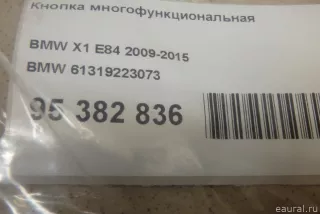 Кнопка многофункциональная
BMW X1 E84 2009-2015
BMW 61319223073
95 382 836
eaural.ru